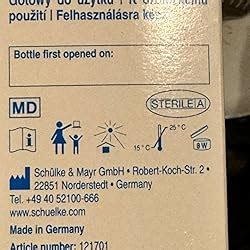 Gotowy do użytku | K
použití | Felhasználásra kész
Bottle first opened on:
MD
STERILE A
25°C
15°C
8W
Schülke & Mayr GmbH • Robert-Koch-Str. 2 •
22851 Norderstedt • Germany
Tel. +49 40 52100-666
www.schuelke.com
Made in Germany
Article number: 121701